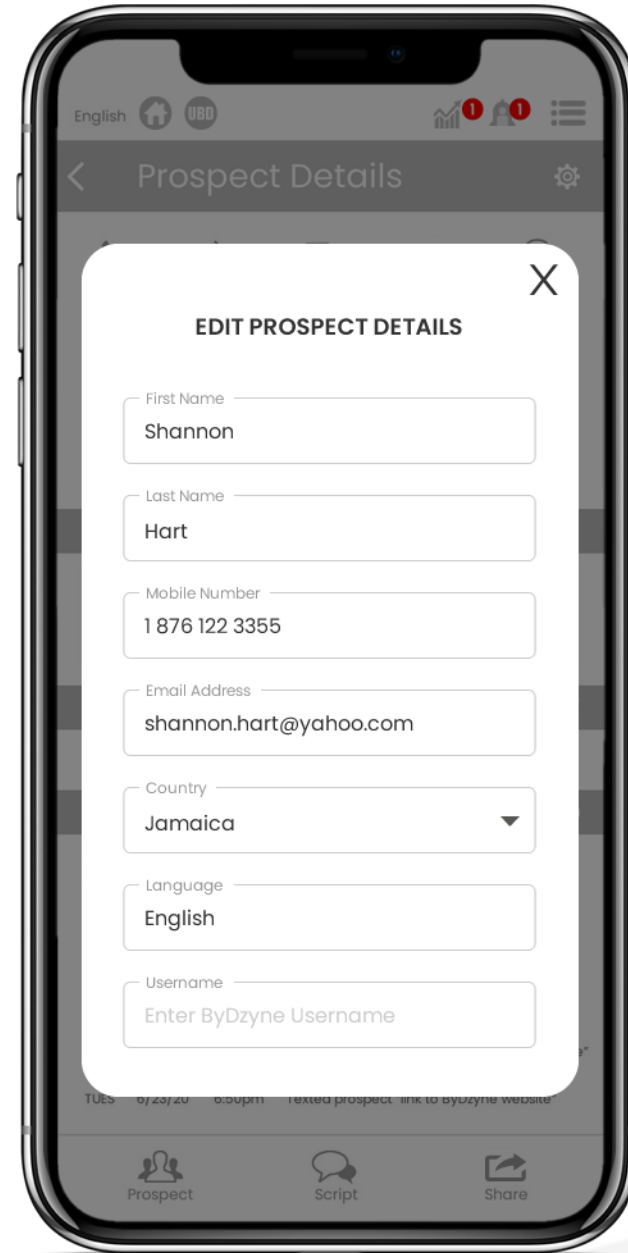 English
UBD
1
1
Prospect Details
X
EDIT PROSPECT DETAILS
First Name
Shannon
Last Name
Hart
Mobile Number
1 876 122 3355
Email Address
shannon.hart@yahoo.com
Country
Jamaica
Language
English
Username
Enter ByDzyne Username
TUES 6/23/20 6:50pm Texted prospect "link to ByDzyne website"
Prospect
Script
Share